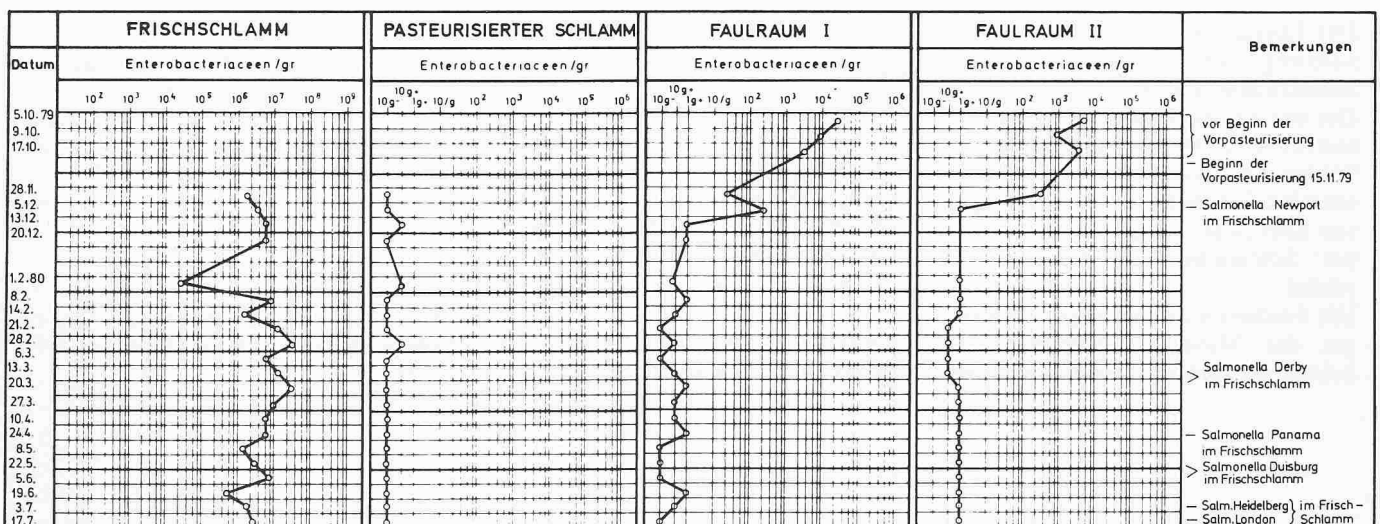 FRISCHSCHLAMM PASTEURISIERTER SCHLAMM FAULRAUM I FAULRAUM II Bemerkungen
Datum Enterobacteriaceen/gr Enterobacteriaceen/gr Enterobacteriaceen/gr Enterobacteriaceen/gr
10² 10³ 10⁴ 10⁵ 10⁶ 10⁷ 10⁸ 10⁹
10g- 10g+ 1g+ 10/g 10² 10³ 10⁴ 10⁵ 10⁶
10g- 10g+ 1g+ 10/g 10² 10³ 10⁴ 10⁵ 10⁶
10g- 10g+ 1g+ 10/g 10² 10³ 10⁴ 10⁵ 10⁶
5.10.79
9.10.
17.10.
28.11.
5.12.
13.12.
20.12.
1.2.80
8.2.
14.2.
21.2.
28.2.
6.3.
13.3.
20.3.
27.3.
10.4.
24.4.
8.5.
22.5.
5.6.
19.6.
3.7.
17.7.
vor Beginn der
Vorpasteurisierung
– Beginn der
Vorpasteurisierung 15.11.79
– Salmonella Newport
im Frischschlamm
> Salmonella Derby
im Frischschlamm
– Salmonella Panama
im Frischschlamm
> Salmonella Duisburg
im Frischschlamm
– Salm. Heidelberg } im Frisch-
– Salm. London } Schlamm